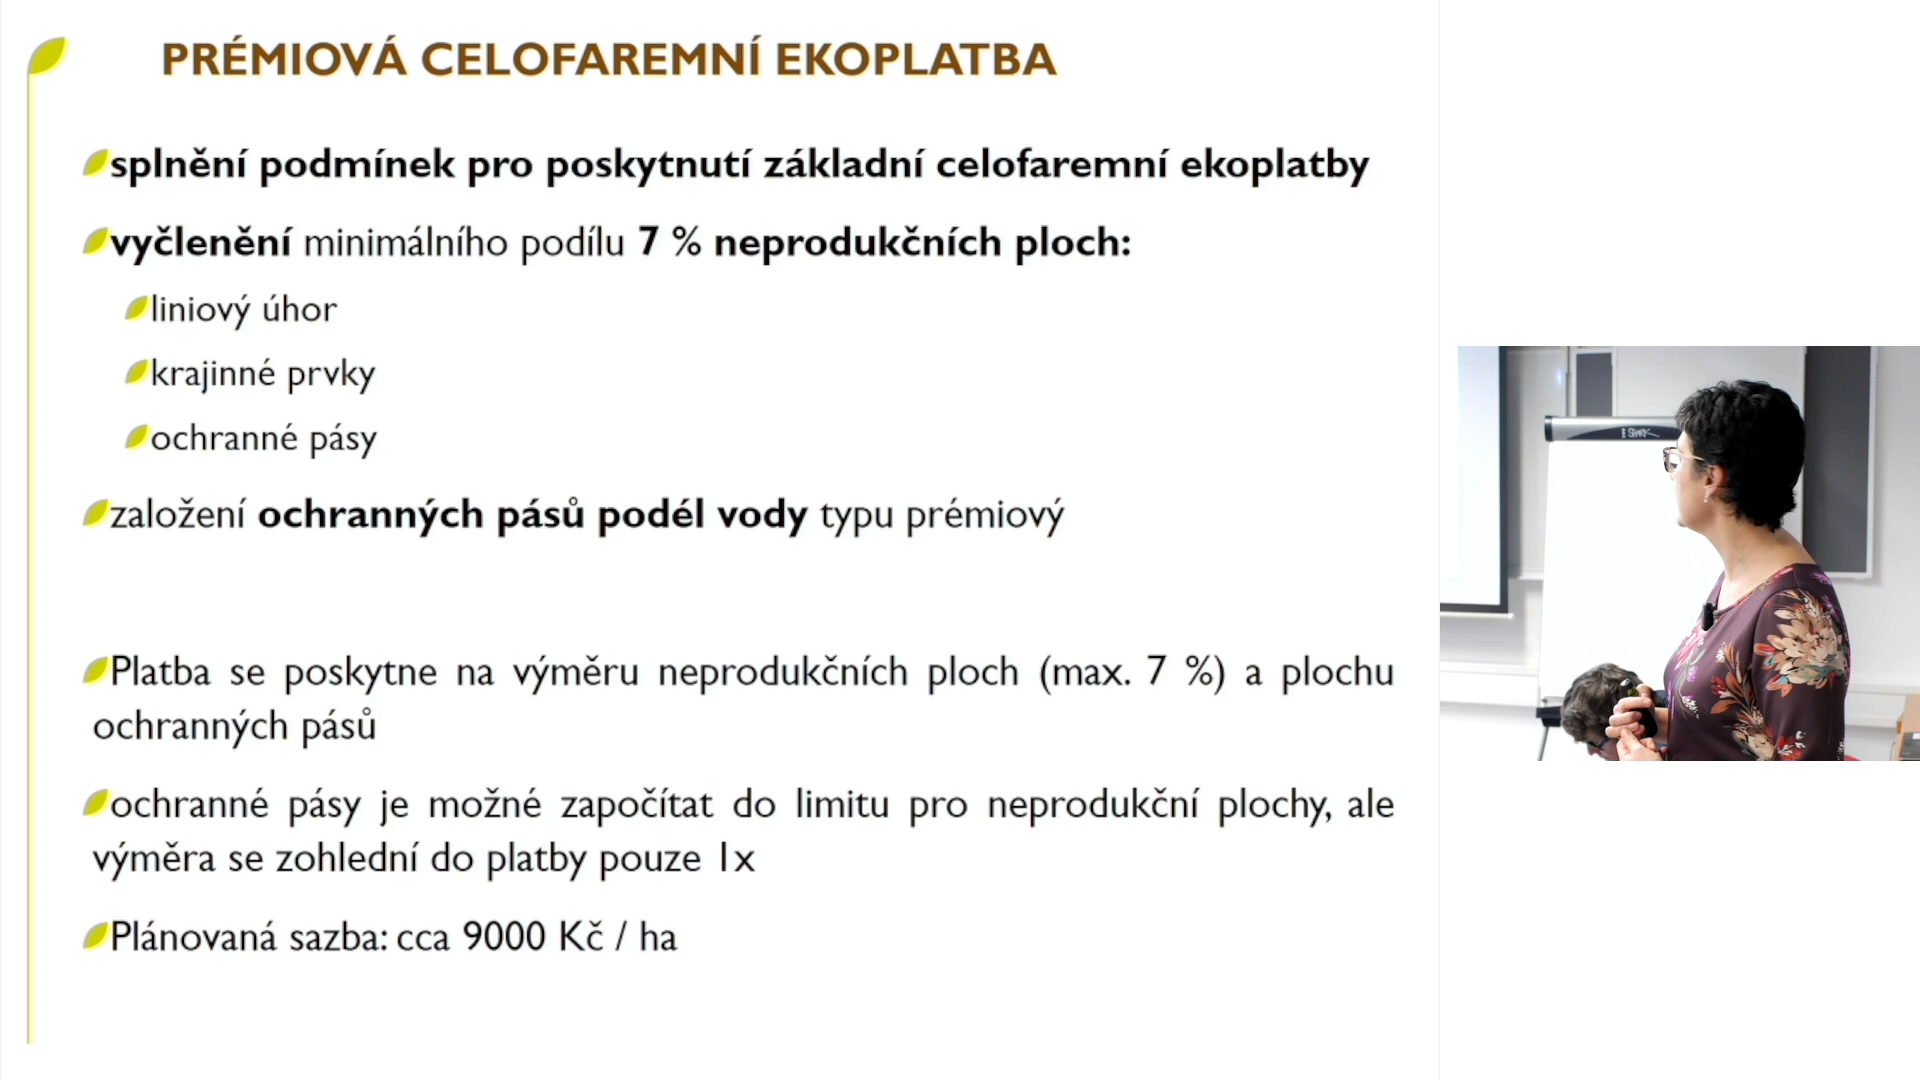 PRÉMIOVÁ CELOFAREMNÍ EKOPLATBA
splnění podmínek pro poskytnutí základní celofaremní ekoplatby
vyčlenění minimálního podílu 7 % neprodukčních ploch:
liniový úhor
krajinné prvky
ochranné pásy
založení ochranných pásů podél vody typu prémiový
Platba se poskytne na výměru neprodukčních ploch (max. 7 %) a plochu
ochranných pásů
ochranné pásy je možné započítat do limitu pro neprodukční plochy, ale
výměra se zohlední do platby pouze 1x
Plánovaná sazba: cca 9000 Kč / ha